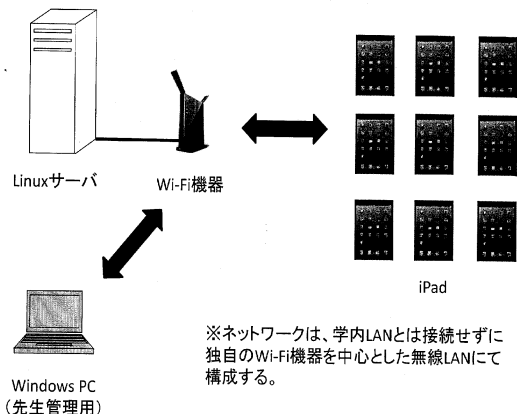 Linuxサーバ
Wi-Fi機器
iPad
Windows PC
(先生管理用)
※ネットワークは、学内LANとは接続せずに
独自のWi-Fi機器を中心とした無線LANにて
構成する。